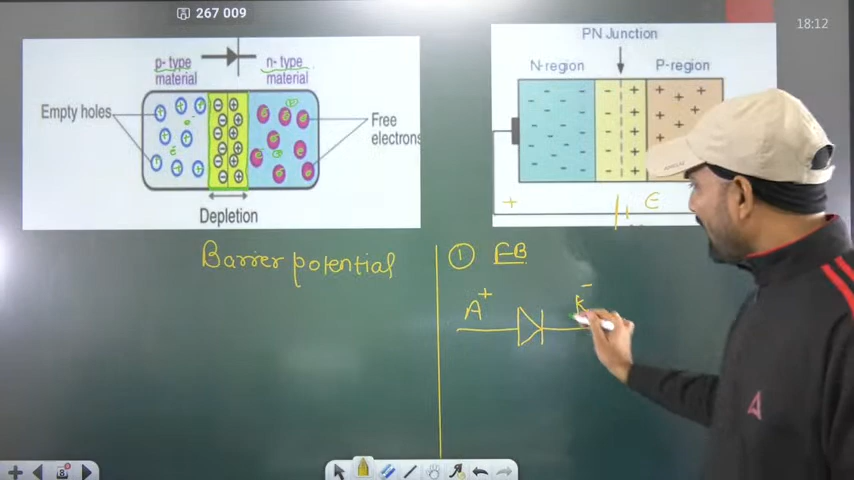 267 009
18:12
p- type
material
n- type
material
Empty holes
Free
electrons
Depletion
PN Junction
N-region
P-region
+
E
Barrier potential
① FB
A+
K-
8